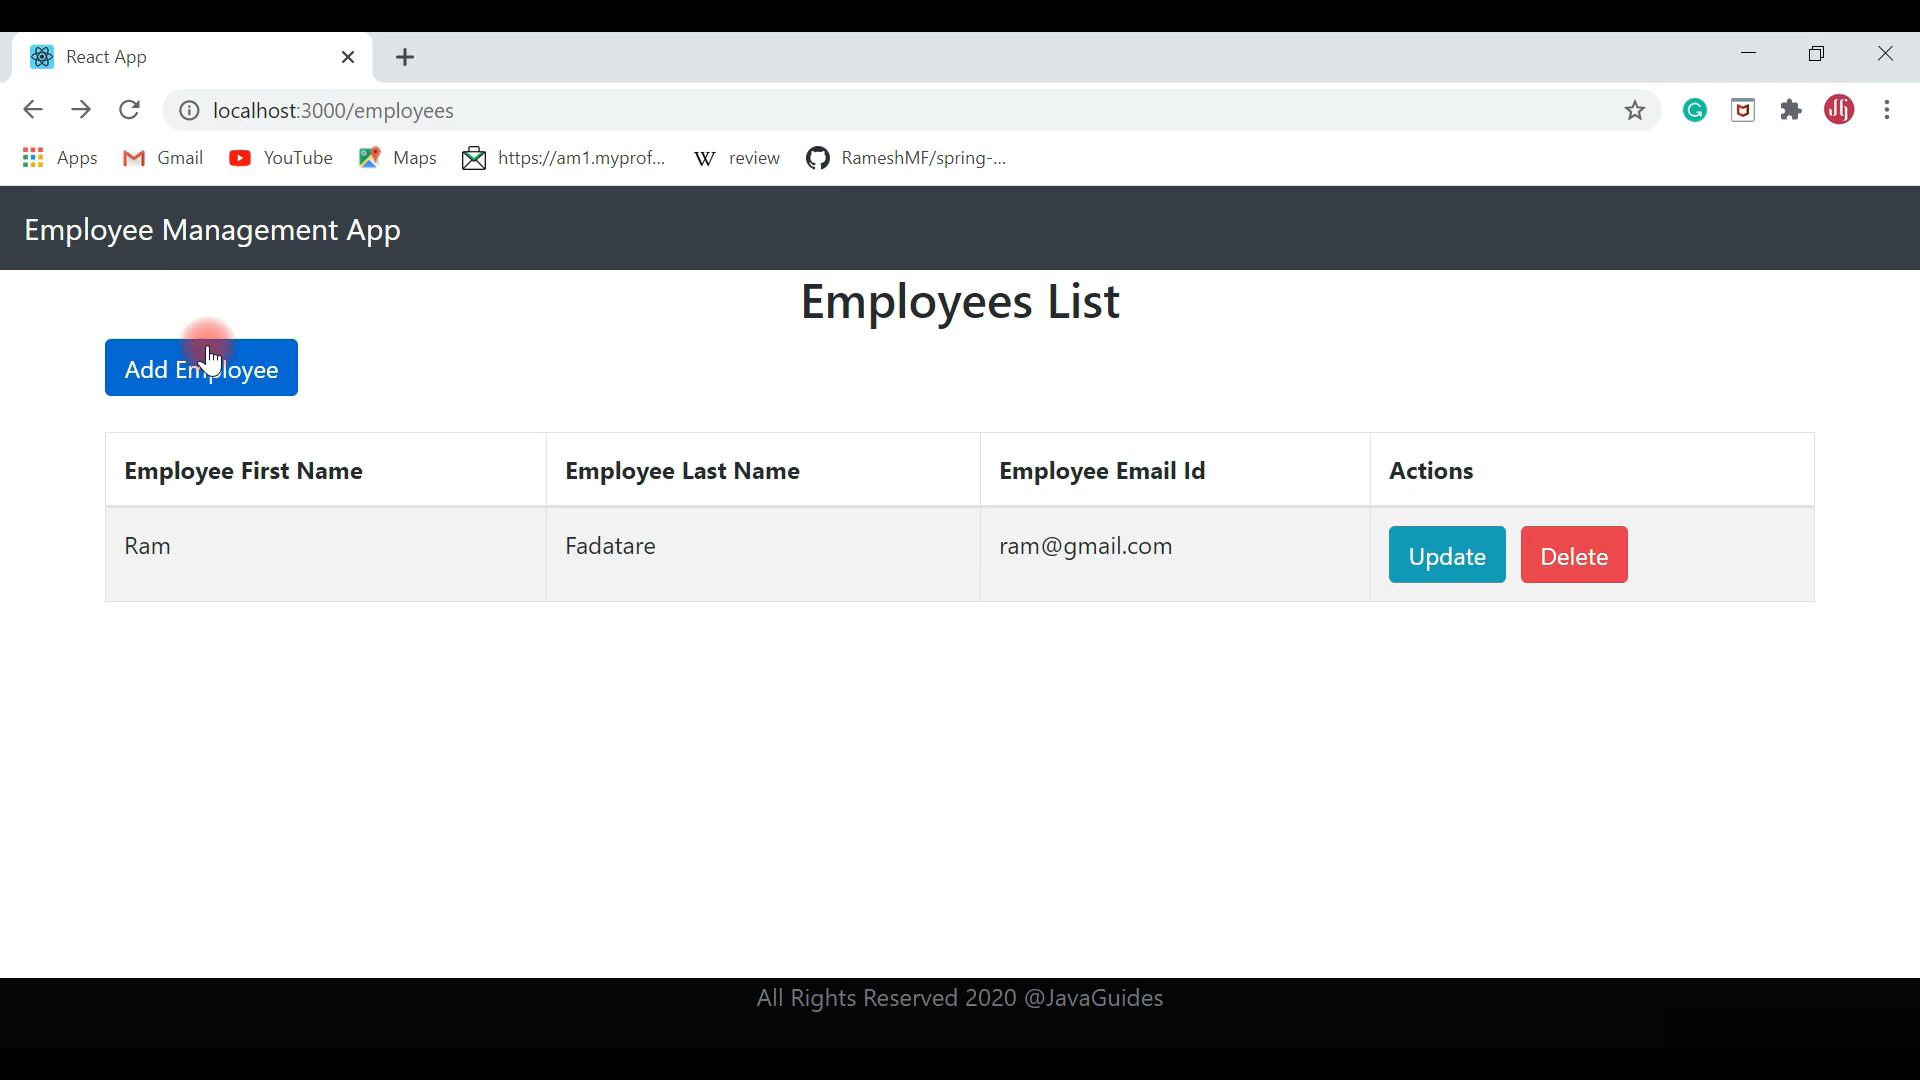 React App
localhost:3000/employees
Apps Gmail YouTube Maps https://am1.myprof... review RameshMF/spring-...
Employee Management App
Employees List
Add Employee
Employee First Name Employee Last Name Employee Email Id Actions
Ram Fadatare ram@gmail.com Update Delete
All Rights Reserved 2020 @JavaGuides